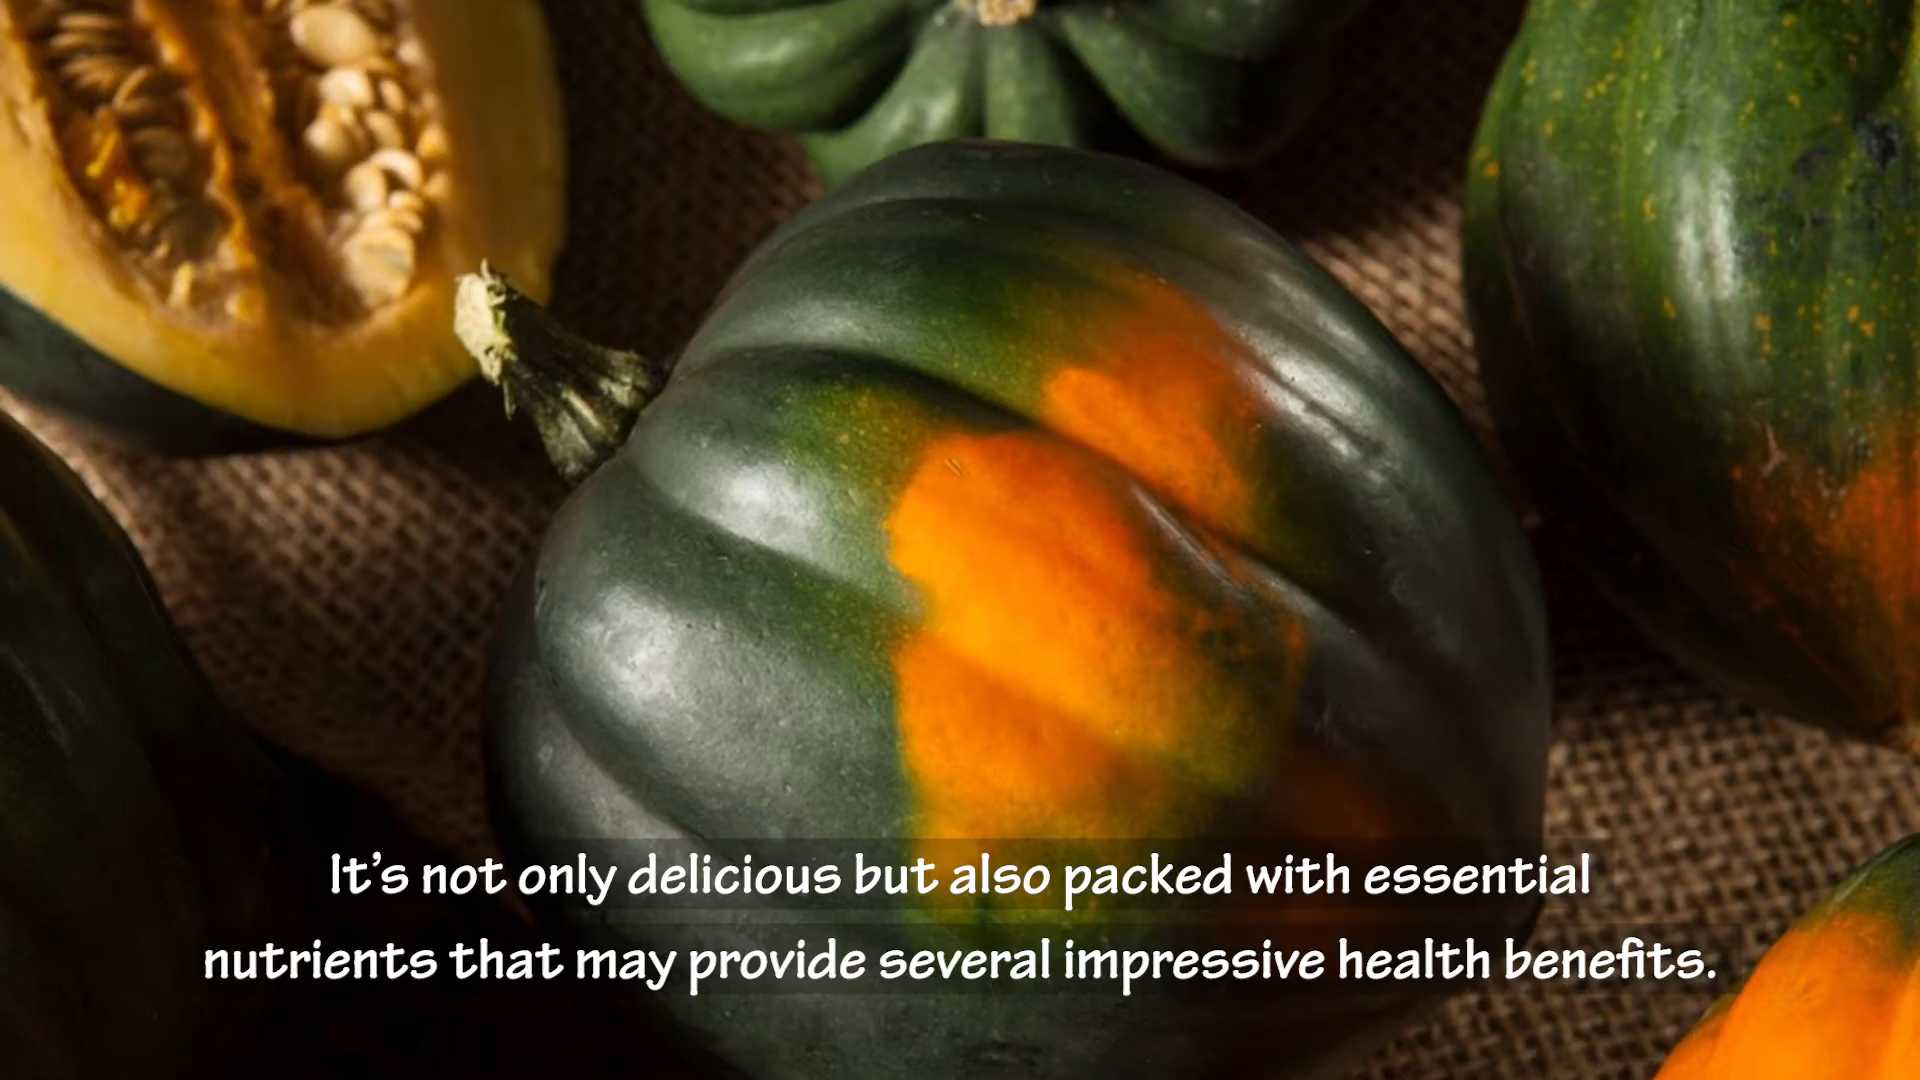 It’s not only delicious but also packed with essential
nutrients that may provide several impressive health benefits.